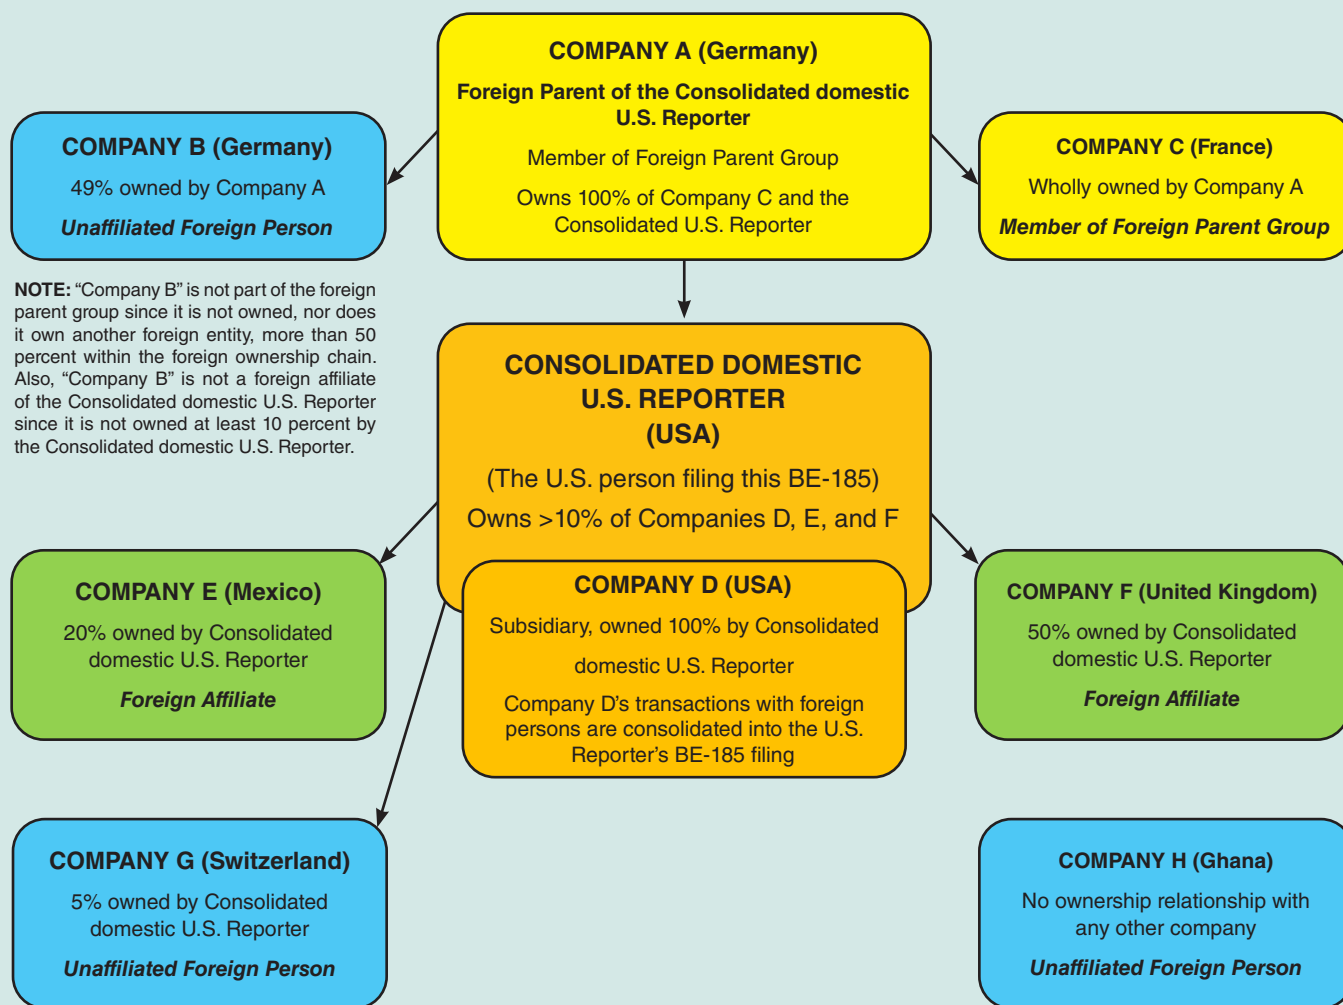 COMPANY A (Germany)
Foreign Parent of the Consolidated domestic
U.S. Reporter
Member of Foreign Parent Group
Owns 100% of Company C and the
Consolidated U.S. Reporter
COMPANY B (Germany)
49% owned by Company A
Unaffiliated Foreign Person
COMPANY C (France)
Wholly owned by Company A
Member of Foreign Parent Group
NOTE: “Company B” is not part of the foreign
parent group since it is not owned, nor does
it own another foreign entity, more than 50
percent within the foreign ownership chain.
Also, “Company B” is not a foreign affiliate
of the Consolidated domestic U.S. Reporter
since it is not owned at least 10 percent by
the Consolidated domestic U.S. Reporter.
CONSOLIDATED DOMESTIC
U.S. REPORTER
(USA)
(The U.S. person filing this BE-185)
Owns >10% of Companies D, E, and F
COMPANY E (Mexico)
20% owned by Consolidated
domestic U.S. Reporter
Foreign Affiliate
COMPANY D (USA)
Subsidiary, owned 100% by Consolidated
domestic U.S. Reporter
Company D’s transactions with foreign
persons are consolidated into the U.S.
Reporter’s BE-185 filing
COMPANY F (United Kingdom)
50% owned by Consolidated
domestic U.S. Reporter
Foreign Affiliate
COMPANY G (Switzerland)
5% owned by Consolidated
domestic U.S. Reporter
Unaffiliated Foreign Person
COMPANY H (Ghana)
No ownership relationship with
any other company
Unaffiliated Foreign Person